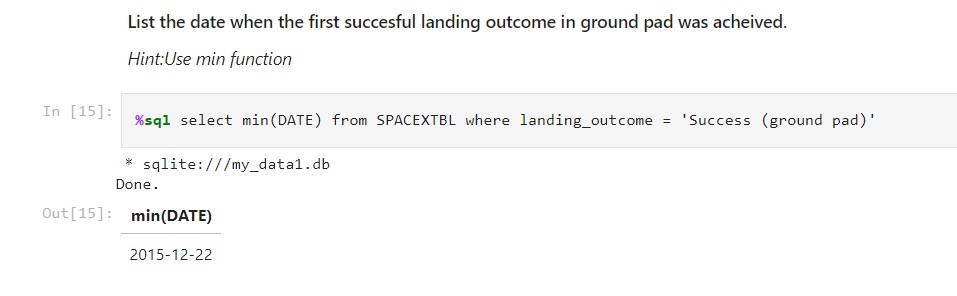 List the date when the first succesful landing outcome in ground pad was acheived.
Hint:Use min function
In [15]: %sql select min(DATE) from SPACEXTBL where landing_outcome = 'Success (ground pad)'
* sqlite:///my_data1.db
Done.
Out[15]: min(DATE)
2015-12-22